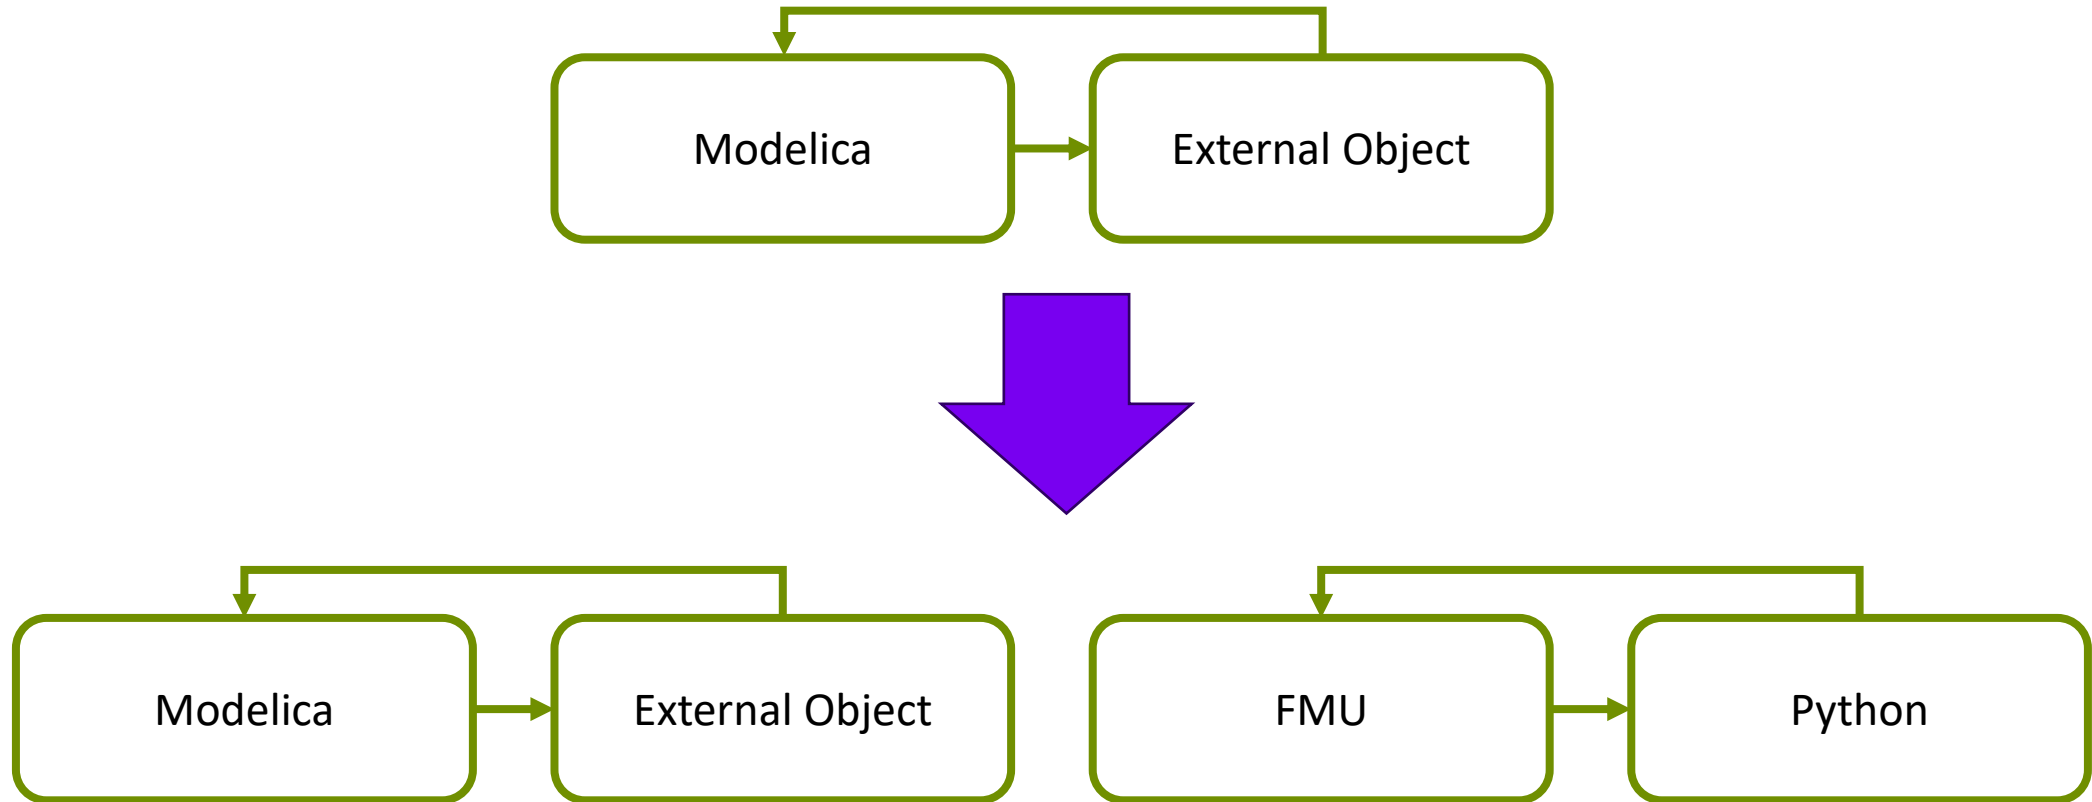 Modelica
External Object
Modelica
External Object
FMU
Python